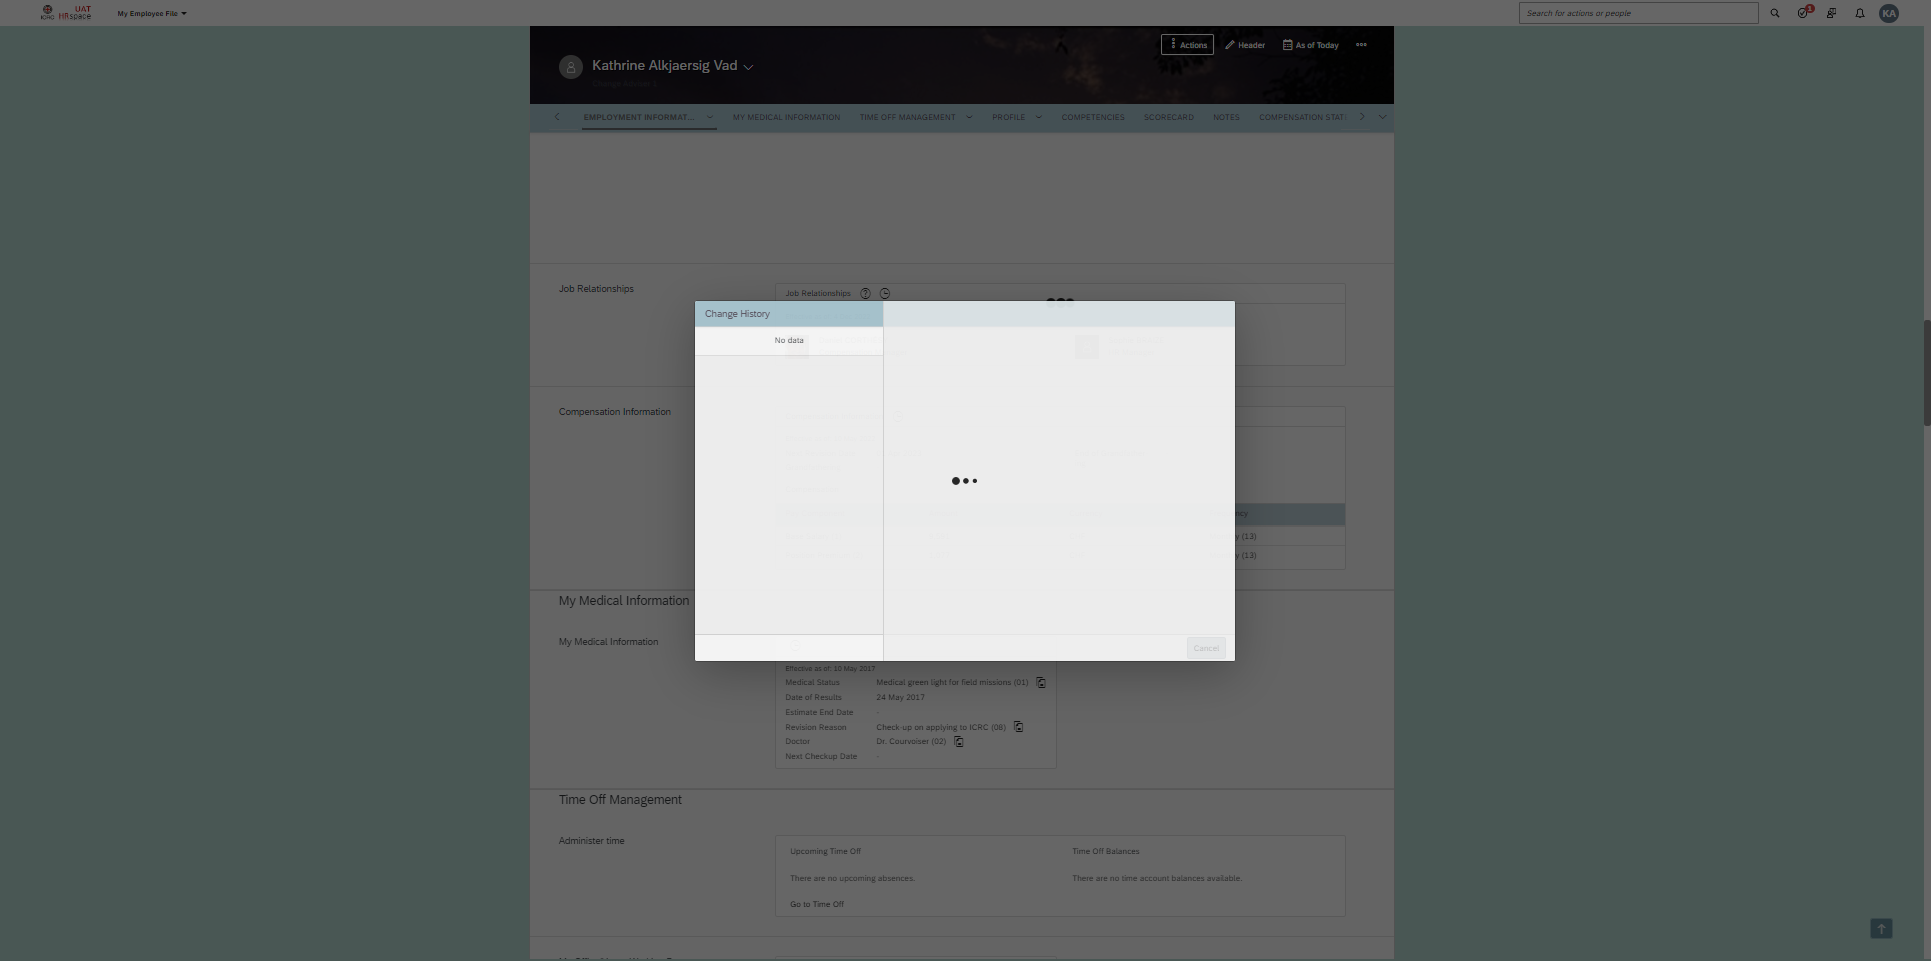 ICRC UAT HRspace
My Employee File
Search for actions or people
1
KA
Actions
Header
As of Today
Kathrine Alkjaersig Vad
EMPLOYMENT INFORMAT...
MY MEDICAL INFORMATION
TIME OFF MANAGEMENT
PROFILE
COMPETENCIES
SCORECARD
NOTES
COMPENSATION STAT
Job Relationships
Job Relationships
Change History
No data
Compensation Information
(13)
(13)
Cancel
My Medical Information
My Medical Information
Effective as of: 10 May 2017
Medical Status Medical green light for field missions (01)
Date of Results 24 May 2017
Estimate End Date -
Revision Reason Check-up on applying to ICRC (08)
Doctor Dr. Courvoiser (02)
Next Checkup Date -
Time Off Management
Administer time
Upcoming Time Off
Time Off Balances
There are no upcoming absences.
There are no time account balances available.
Go to Time Off